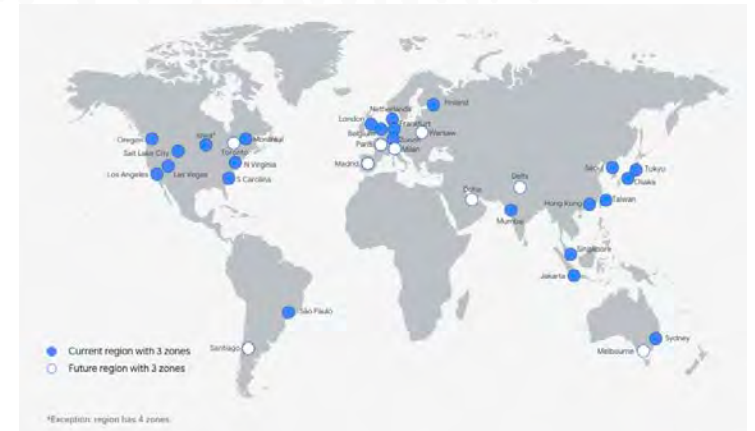 Finland
Netherlands
London
Frankfurt
Belgium
Warsaw
Zurich
Paris
Milan
Madrid
Oregon
Iowa*
Montréal
Toronto
Salt Lake City
N Virginia
Los Angeles
Las Vegas
S Carolina
Seoul
Tokyo
Osaka
Delhi
Doha
Hong Kong
Taiwan
Mumbai
Singapore
Jakarta
São Paulo
Santiago
Sydney
Melbourne
Current region with 3 zones
Future region with 3 zones
*Exception: region has 4 zones.